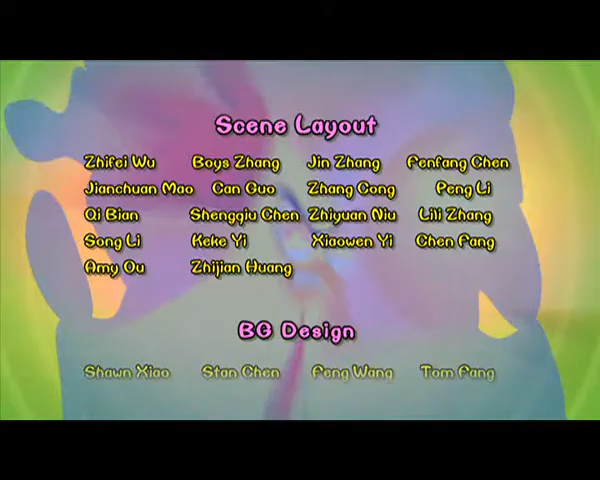 Scene Layout
Zhifei Wu Boys Zhang Jin Zhang Fenfang Chen
Jianchuan Mao Can Guo Zhang Cong Peng Li
Qi Bian Shengqiu Chen Zhiyuan Niu Lili Zhang
Song Li Keke Yi Xiaowen Yi Chen Fang
Amy Ou Zhijian Huang
BG Design
Shawn Xiao Stan Chen Feng Wang Tom Fang